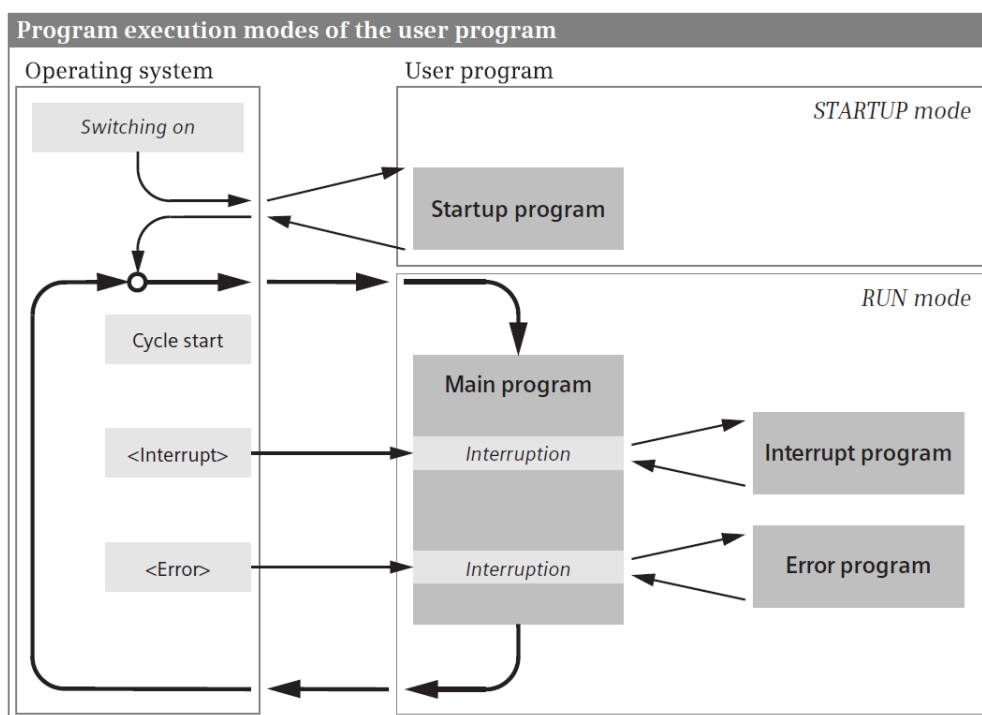 Program execution modes of the user program
Operating system
User program
Switching on
STARTUP mode
Startup program
RUN mode
Cycle start
Main program
<Interrupt>
Interruption
Interrupt program
<Error>
Interruption
Error program